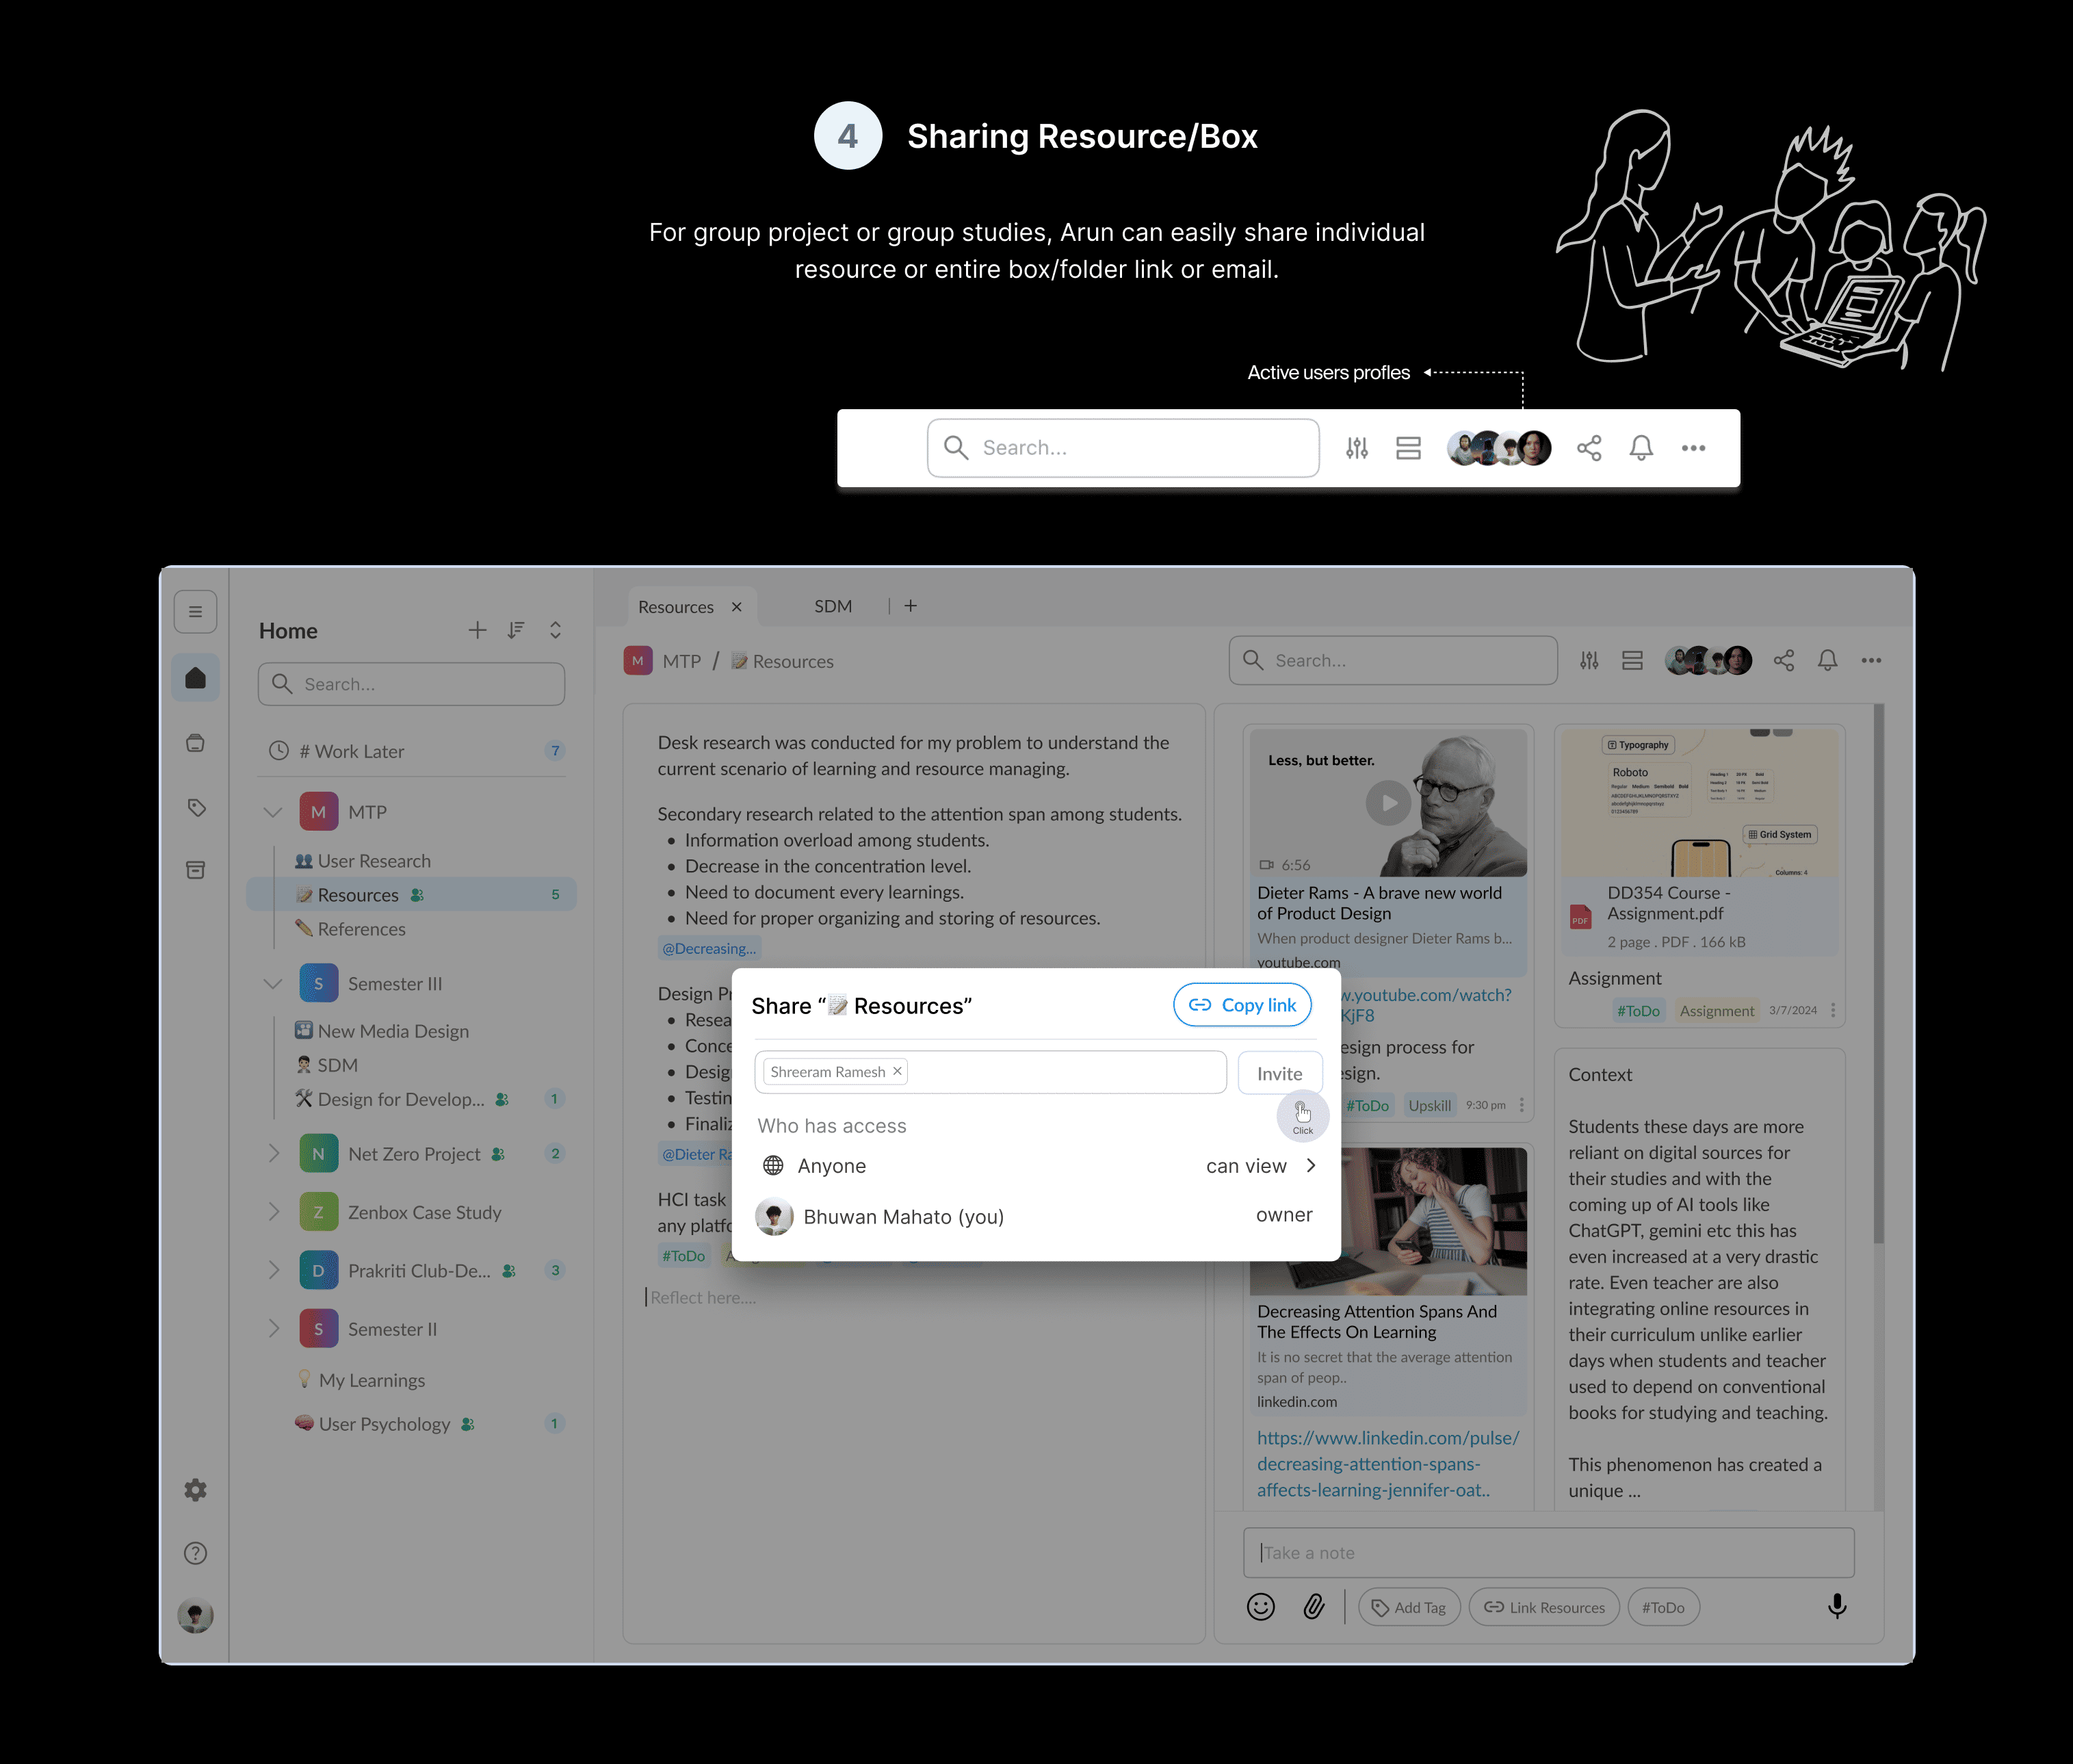 4
Sharing Resource/Box
For group project or group studies, Arun can easily share individual
resource or entire box/folder link or email.
Active users profles
Search...
Home
Search...
# Work Later
7
M
MTP
User Research
Resources
5
References
S
Semester III
New Media Design
SDM
Design for Develop...
1
N
Net Zero Project
2
Z
Zenbox Case Study
D
Prakriti Club-De...
3
S
Semester II
My Learnings
User Psychology
1
Resources
SDM
M
MTP / Resources
Search...
Desk research was conducted for my problem to understand the
current scenario of learning and resource managing.
Secondary research related to the attention span among students.
• Information overload among students.
• Decrease in the concentration level.
• Need to document every learnings.
• Need for proper organizing and storing of resources.
@Decreasing...
Design Pr
• Resea
• Conce
• Desig
• Testin
• Finaliz
@Dieter Ra
HCI task
any platfo
#ToDo
Reflect here....
Share “ Resources”
Copy link
Shreeram Ramesh
Invite
Click
Who has access
Anyone
can view
Bhuwan Mahato (you)
owner
Less, but better.
6:56
Dieter Rams - A brave new world
of Product Design
When product designer Dieter Rams b...
youtube.com
w.youtube.com/watch?
KjF8
esign process for
sign.
#ToDo
Upskill
9:30 pm
Decreasing Attention Spans And
The Effects On Learning
It is no secret that the average attention
span of peop..
linkedin.com
https://www.linkedin.com/pulse/
decreasing-attention-spans-
affects-learning-jennifer-oat..
Typography
Roboto
Regular Medium Semibold Bold
ABCDEFGHIJKLMNOPQRSTXYZ
abcdefghijklmnopqrstxyz
0123456789
Grid System
Columns: 4
PDF
DD354 Course -
Assignment.pdf
2 page . PDF . 166 kB
Assignment
#ToDo
Assignment
3/7/2024
Context
Students these days are more
reliant on digital sources for
their studies and with the
coming up of AI tools like
ChatGPT, gemini etc this has
even increased at a very drastic
rate. Even teacher are also
integrating online resources in
their curriculum unlike earlier
days when students and teacher
used to depend on conventional
books for studying and teaching.
This phenomenon has created a
unique ...
Take a note
Add Tag
Link Resources
#ToDo